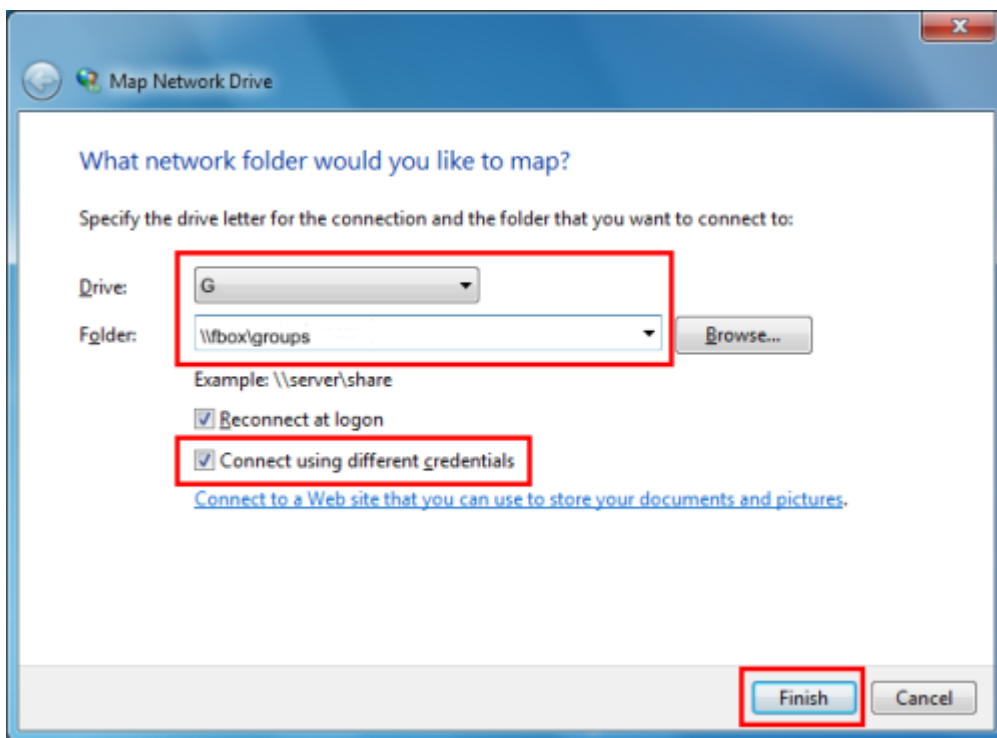 Map Network Drive
What network folder would you like to map?
Specify the drive letter for the connection and the folder that you want to connect to:
Drive: G
Folder: \\fbox\groups Browse...
Example: \\server\share
Reconnect at logon
Connect using different credentials
Connect to a Web site that you can use to store your documents and pictures.
Finish Cancel